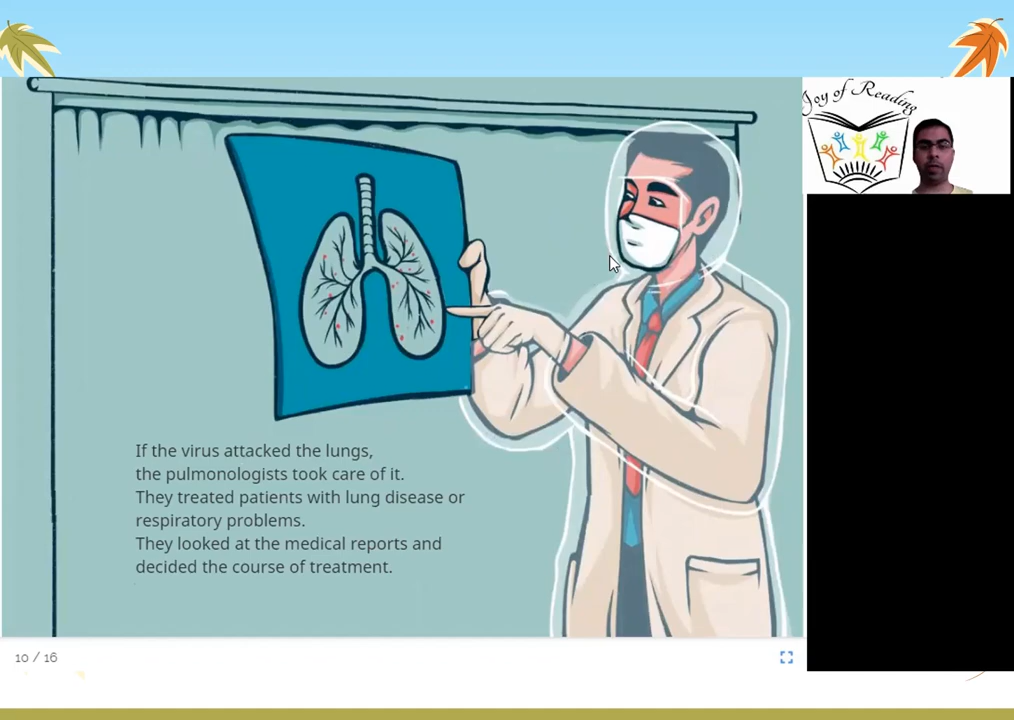 Joy of Reading
If the virus attacked the lungs,
the pulmonologists took care of it.
They treated patients with lung disease or
respiratory problems.
They looked at the medical reports and
decided the course of treatment.
10 / 16